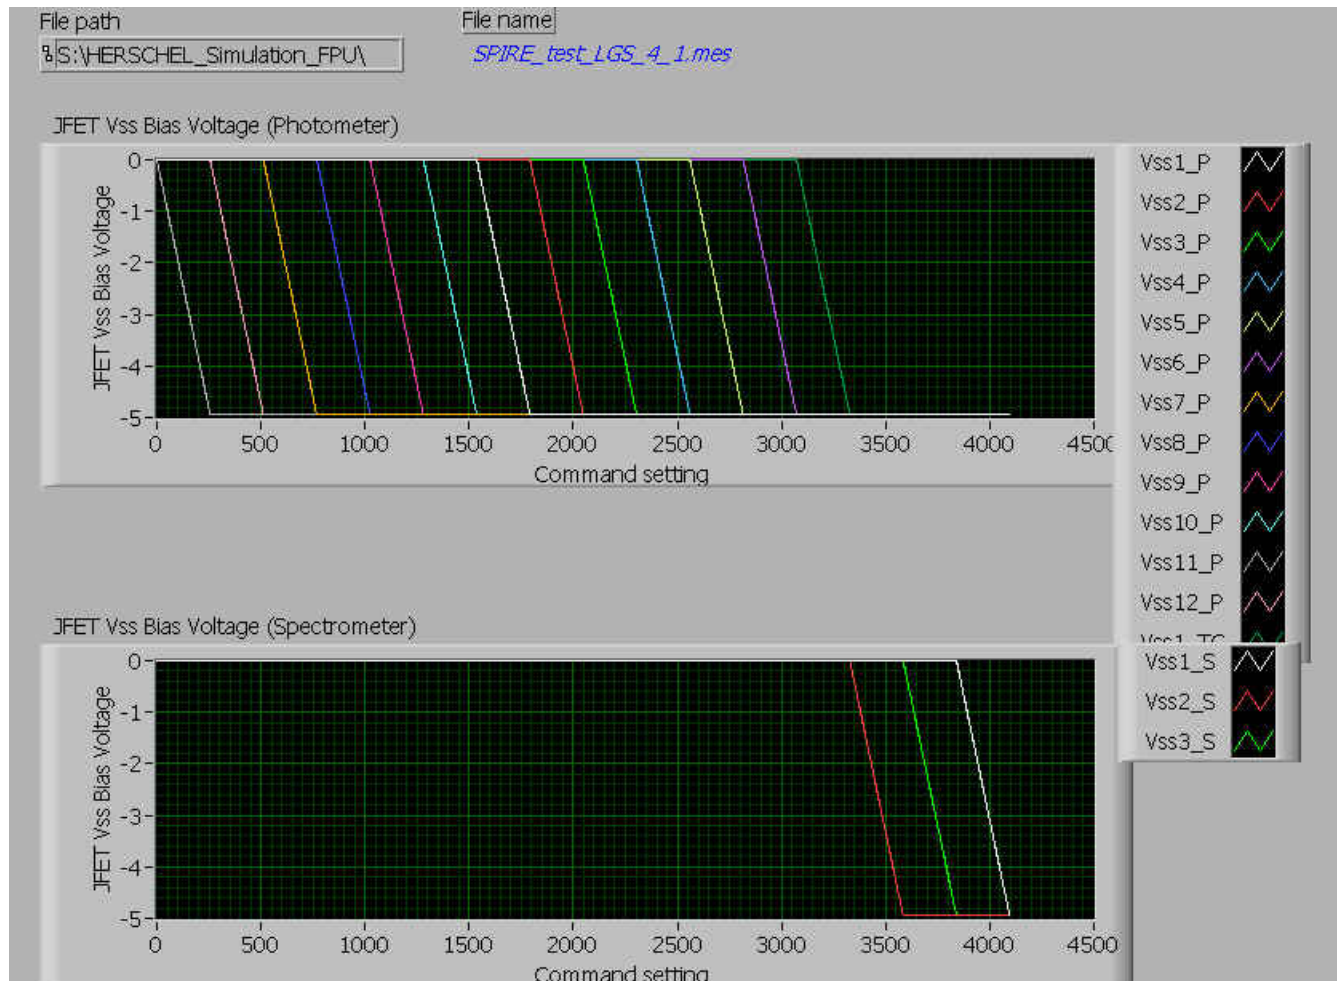 File path
File name
%S:\HERSCHEL_Simulation_FPU\
SPIRE_test_LGS_4_1.mes
JFET Vss Bias Voltage (Photometer)
JFET Vss Bias Voltage
0
-1
-2
-3
-4
-5
0 500 1000 1500 2000 2500 3000 3500 4000 4500
Command setting
Vss1_P
Vss2_P
Vss3_P
Vss4_P
Vss5_P
Vss6_P
Vss7_P
Vss8_P
Vss9_P
Vss10_P
Vss11_P
Vss12_P
Vss1_TC
JFET Vss Bias Voltage (Spectrometer)
JFET Vss Bias Voltage
0
-1
-2
-3
-4
-5
0 500 1000 1500 2000 2500 3000 3500 4000 4500
Command setting
Vss1_S
Vss2_S
Vss3_S